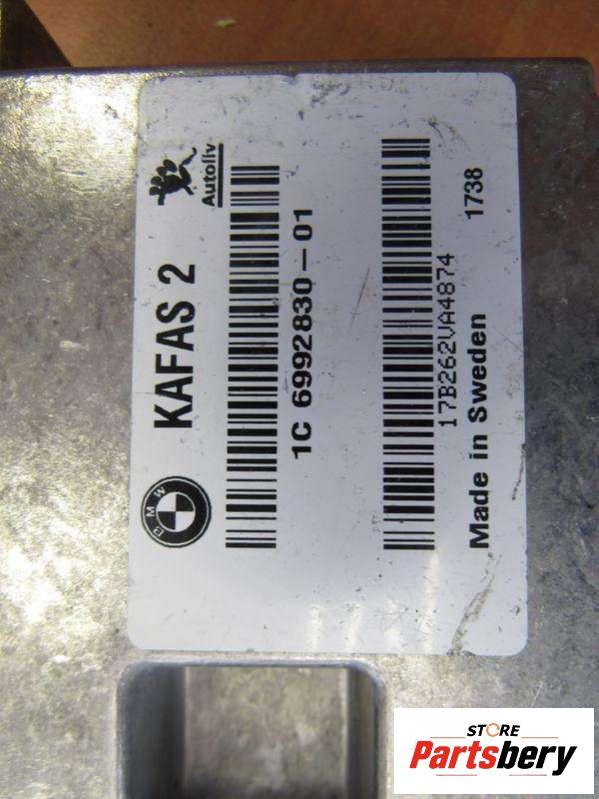 BMW
KAFAS 2
Autoliv
1C 6992830-01
17B262VA4874
Made in Sweden 1738
STORE
Partsbery